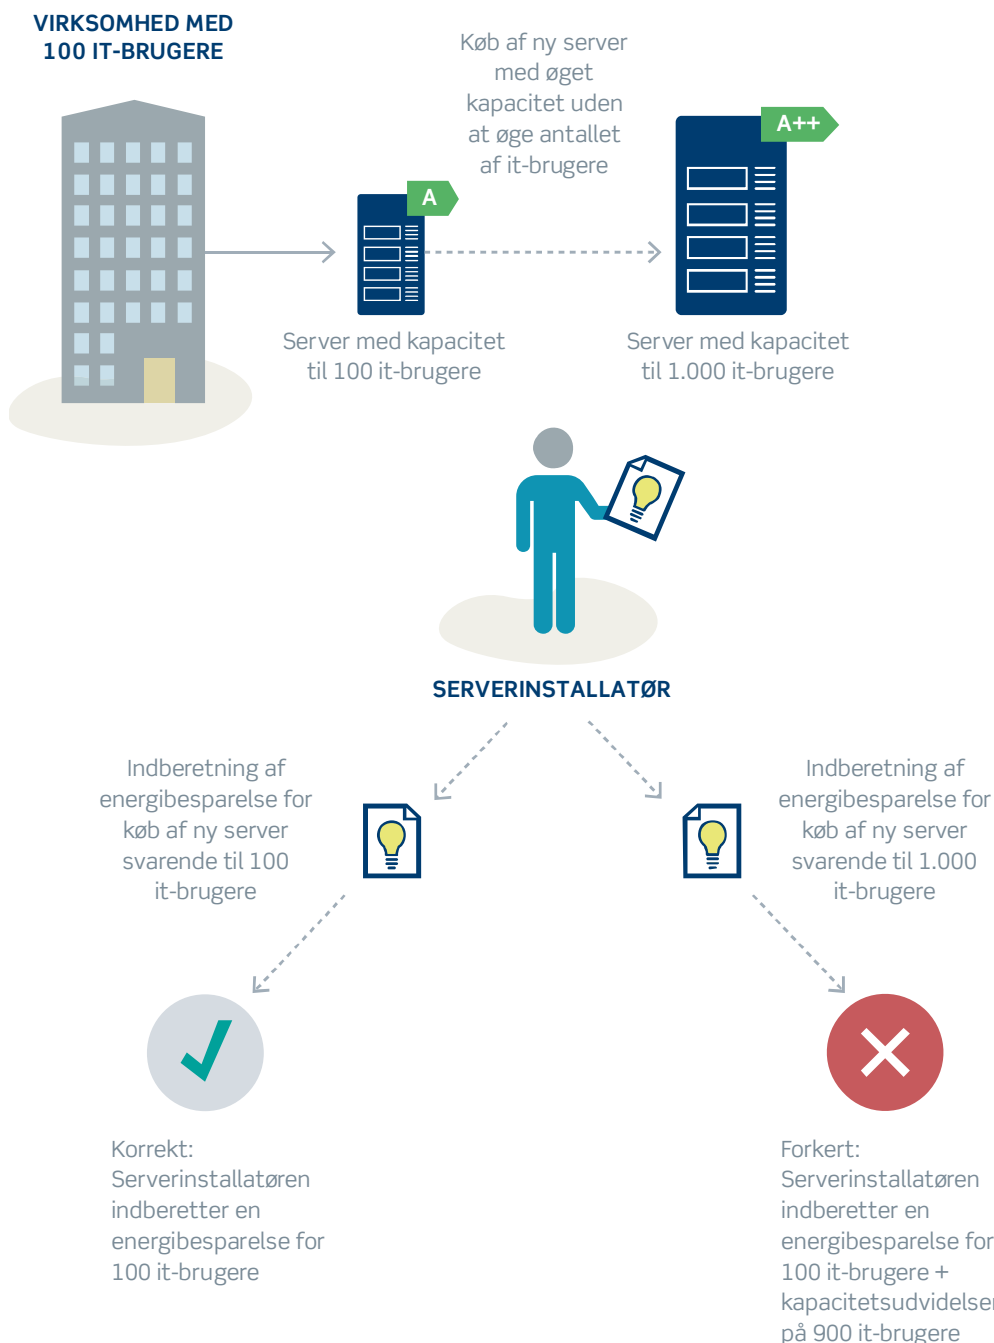 VIRKSOMHED MED
100 IT-BRUGERE
Køb af ny server
med øget
kapacitet uden
at øge antallet
af it-brugere
A
A++
Server med kapacitet
til 100 it-brugere
Server med kapacitet
til 1.000 it-brugere
SERVERINSTALLATØR
Indberetning af
energibesparelse for
køb af ny server
svarende til 100
it-brugere
Indberetning af
energibesparelse for
køb af ny server
svarende til 1.000
it-brugere
Korrekt:
Serverinstallatøren
indberetter en
energibesparelse for
100 it-brugere
Forkert:
Serverinstallatøren
indberetter en
energibesparelse for
100 it-brugere +
kapacitetsudvidelsen
på 900 it-brugere